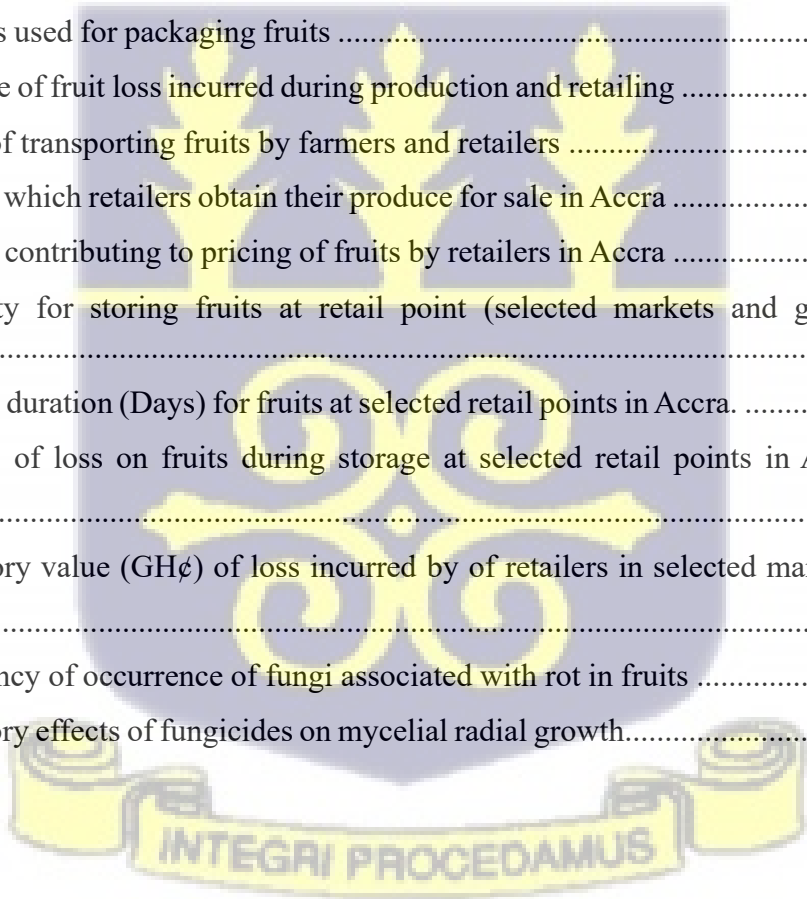 s used for packaging fruits ..........................................................
e of fruit loss incurred during production and retailing ................
of transporting fruits by farmers and retailers ..............................
which retailers obtain their produce for sale in Accra .................
contributing to pricing of fruits by retailers in Accra .................
ty for storing fruits at retail point (selected markets and g
....................................................................................................
duration (Days) for fruits at selected retail points in Accra. ........
of loss on fruits during storage at selected retail points in A
....................................................................................................
ory value (GH¢) of loss incurred by of retailers in selected mar
....................................................................................................
ncy of occurrence of fungi associated with rot in fruits ..............
ory effects of fungicides on mycelial radial growth.......................
INTEGRI PROCEDAMUS